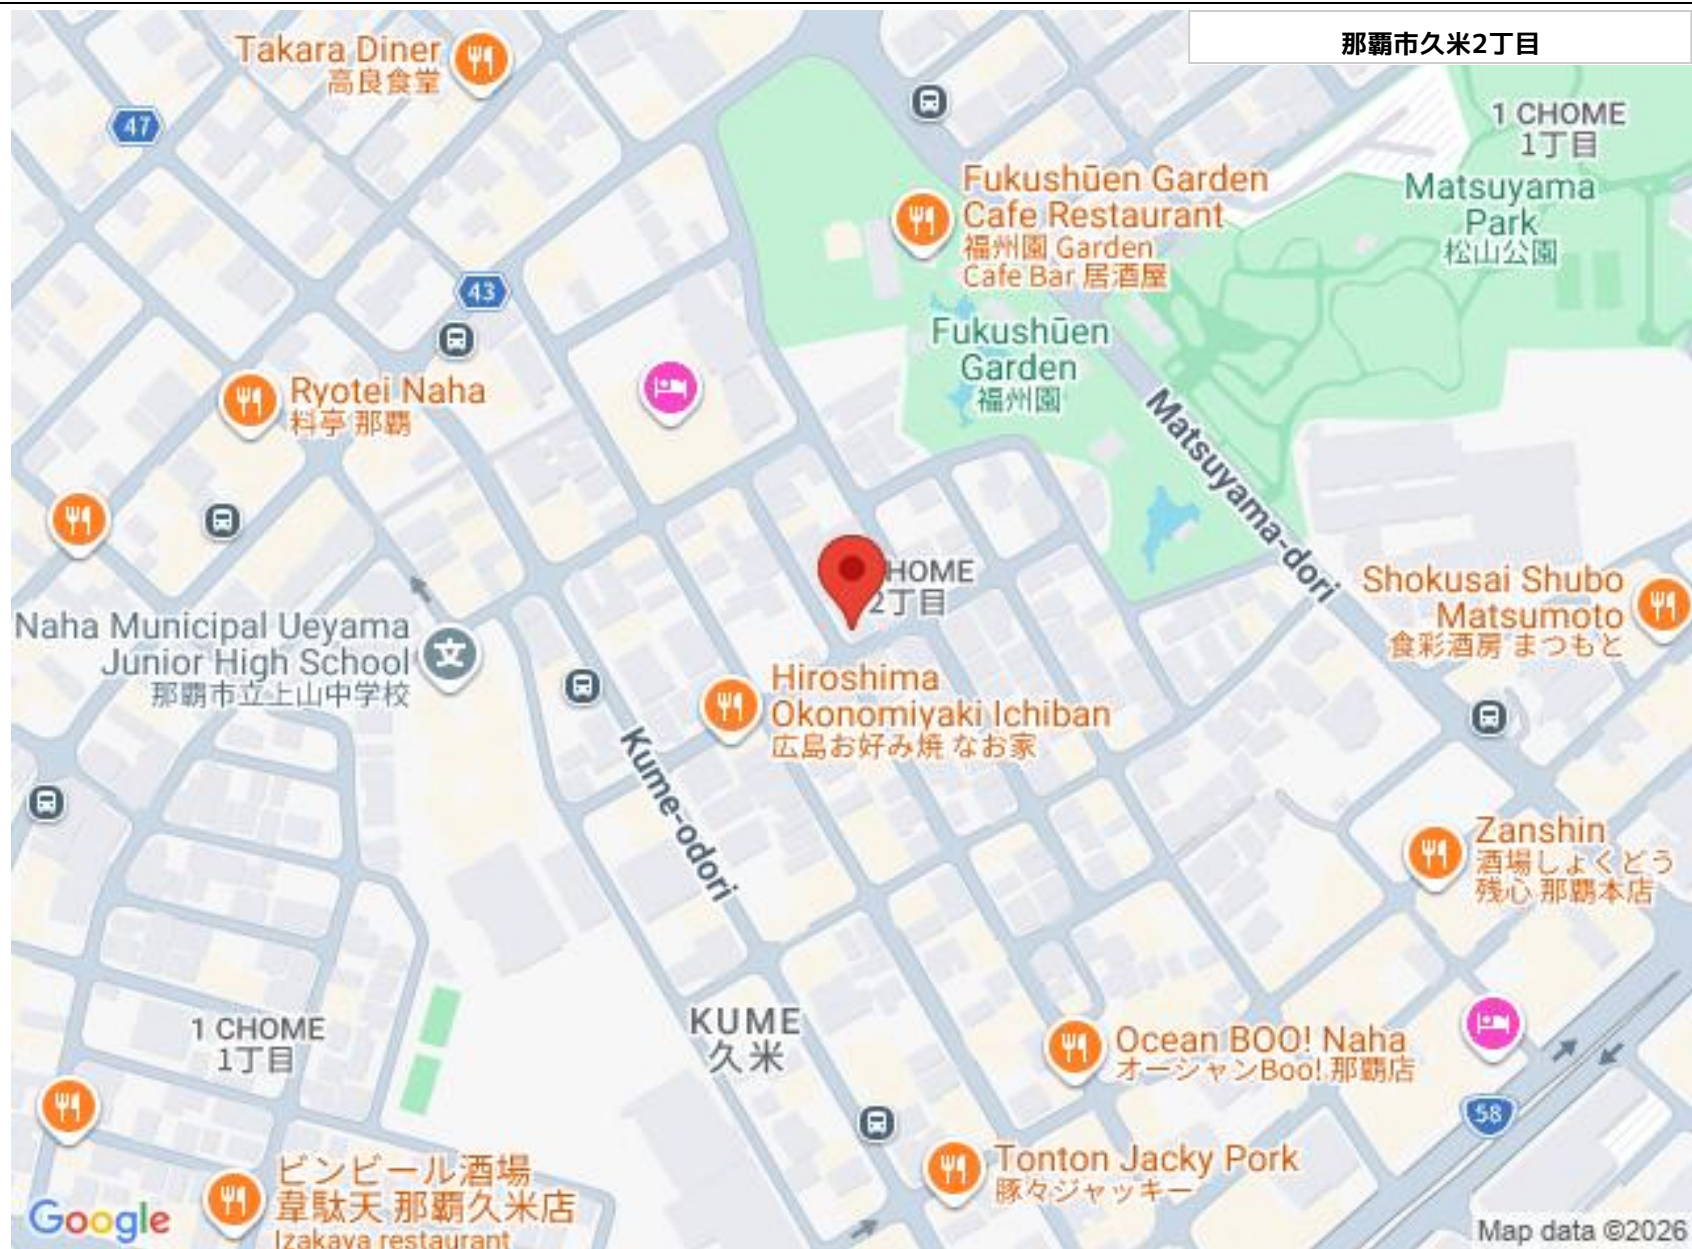 那覇市久米2丁目
Takara Diner
高良食堂
47
1 CHOME
1丁目
Fukushūen Garden
Cafe Restaurant
福州園 Garden
Cafe Bar 居酒屋
Matsuyama
Park
松山公園
43
Fukushūen
Garden
福州園
Ryotei Naha
料亭 那覇
Matsuyama-dori
HOME
2丁目
Shokusai Shubo
Matsumoto
食彩酒房 まつもと
Naha Municipal Ueyama
Junior High School
那覇市立上山中学校
文
Hiroshima
Okonomiyaki Ichiban
広島お好み焼 なお家
Kume-odori
Zanshin
酒場しょくどう
残心 那覇本店
1 CHOME
1丁目
KUME
久米
Ocean BOO! Naha
オーシャンBoo! 那覇店
58
Tonton Jacky Pork
豚々ジャッキー
ビンビール酒場
韋駄天 那覇久米店
Izakaya restaurant
Google
Map data ©2026